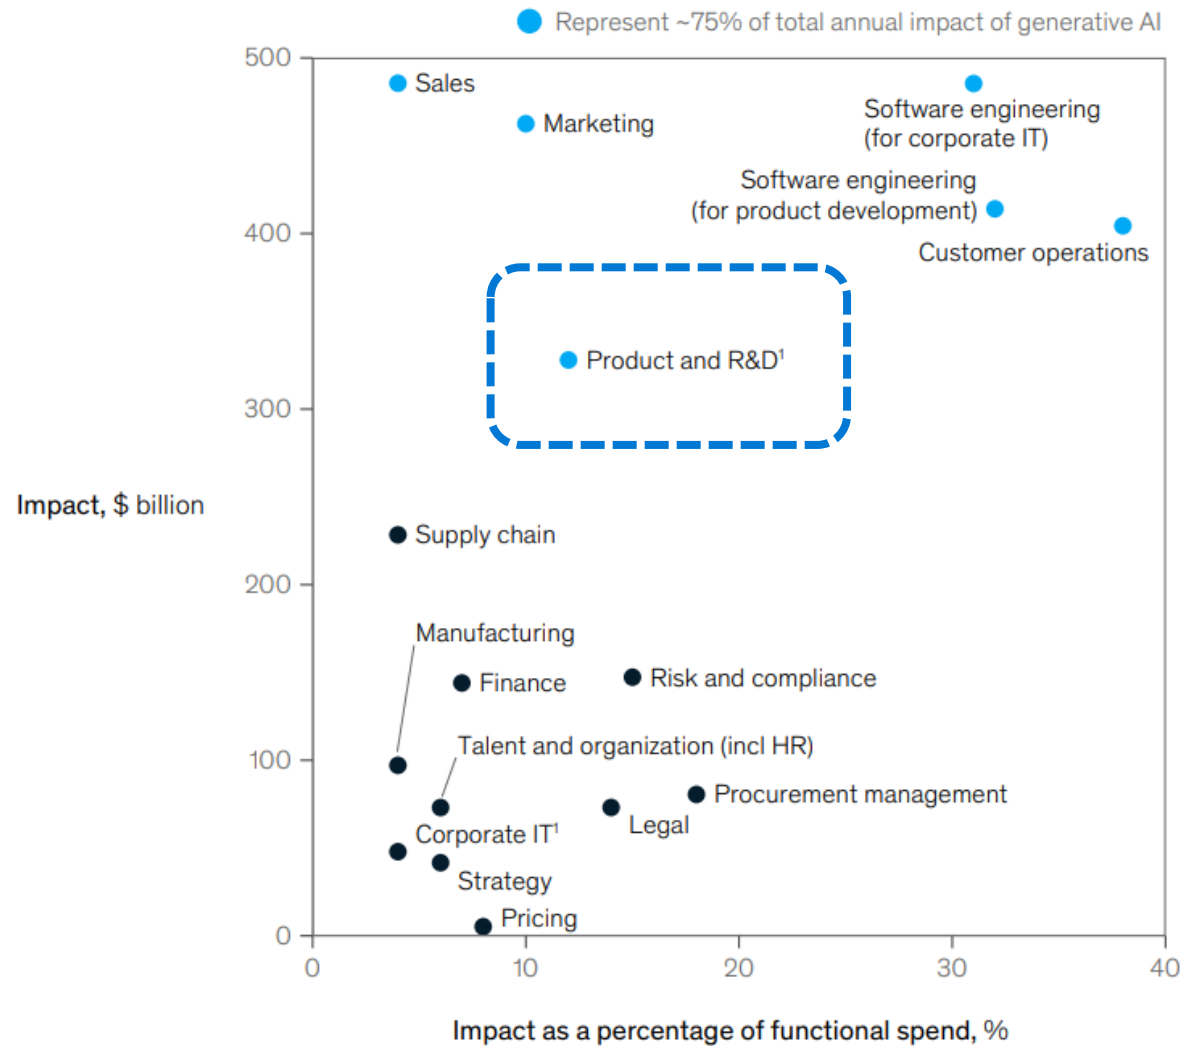 Represent ~75% of total annual impact of generative AI
500
Sales
Software engineering
(for corporate IT)
Marketing
Software engineering
(for product development)
400
Customer operations
Product and R&D¹
300
Impact, $ billion
Supply chain
200
Manufacturing
Finance
Risk and compliance
Talent and organization (incl HR)
100
Procurement management
Legal
Corporate IT¹
Strategy
Pricing
0
0 10 20 30 40
Impact as a percentage of functional spend, %